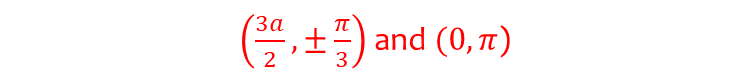 (3a/2, ± π/3) and (0, π)